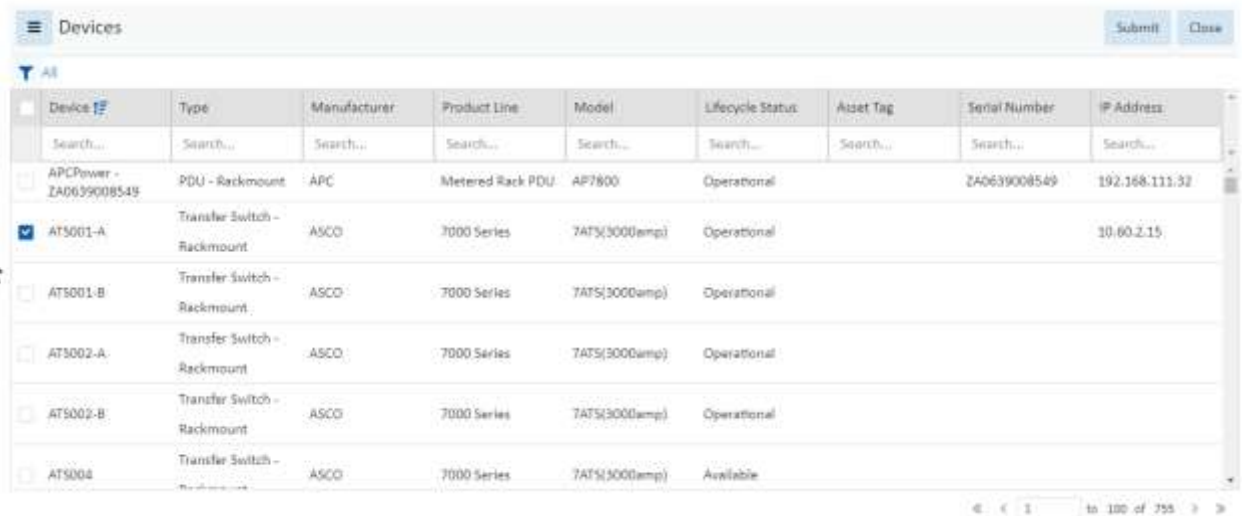 Devices Submit Close
All
Device Type Manufacturer Product Line Model Lifecycle Status Asset Tag Serial Number IP Address
Search... Search... Search... Search... Search... Search... Search... Search... Search...
APCPower - ZA0639008549 PDU - Rackmount APC Metered Rack PDU AP7800 Operational ZA0639008549 192.168.111.32
ATS001-A Transfer Switch - Rackmount ASCO 7000 Series 7ATS(3000amp) Operational 10.60.2.15
ATS001-B Transfer Switch - Rackmount ASCO 7000 Series 7ATS(3000amp) Operational
ATS002-A Transfer Switch - Rackmount ASCO 7000 Series 7ATS(3000amp) Operational
ATS002-B Transfer Switch - Rackmount ASCO 7000 Series 7ATS(3000amp) Operational
ATS004 Transfer Switch - ASCO 7000 Series 7ATS(3000amp) Available
1 to 100 of 755